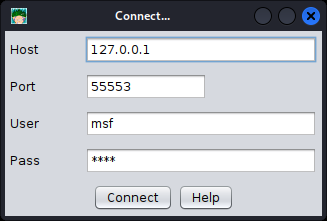 Connect...
Host 127.0.0.1
Port 55553
User msf
Pass ****
Connect Help